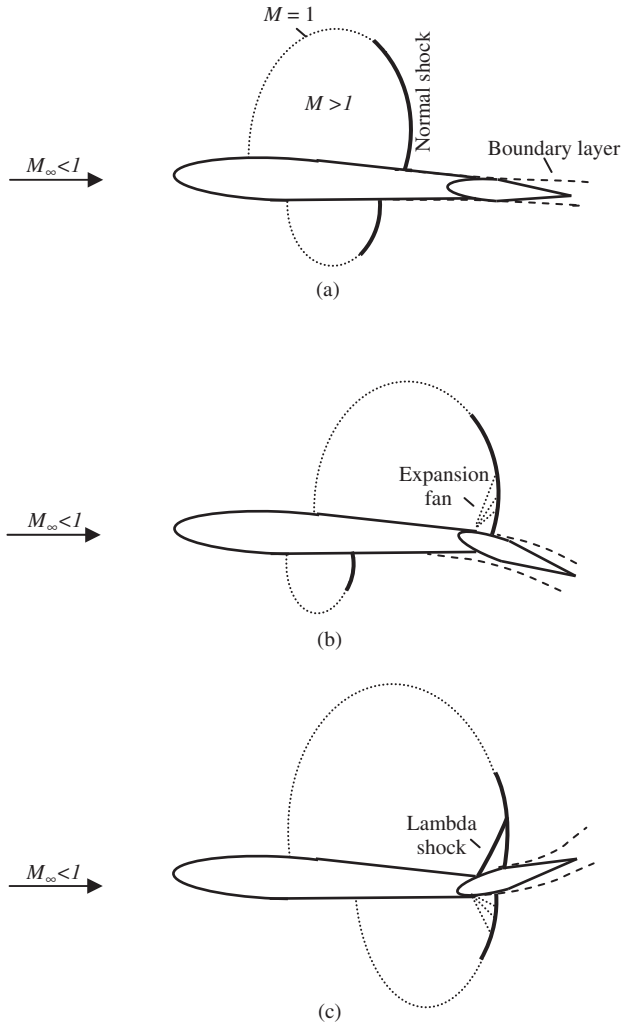 M = 1
M >1
Normal shock
Boundary layer
M∞<1
(a)
Expansion
fan
M∞<1
(b)
Lambda
shock
M∞<1
(c)